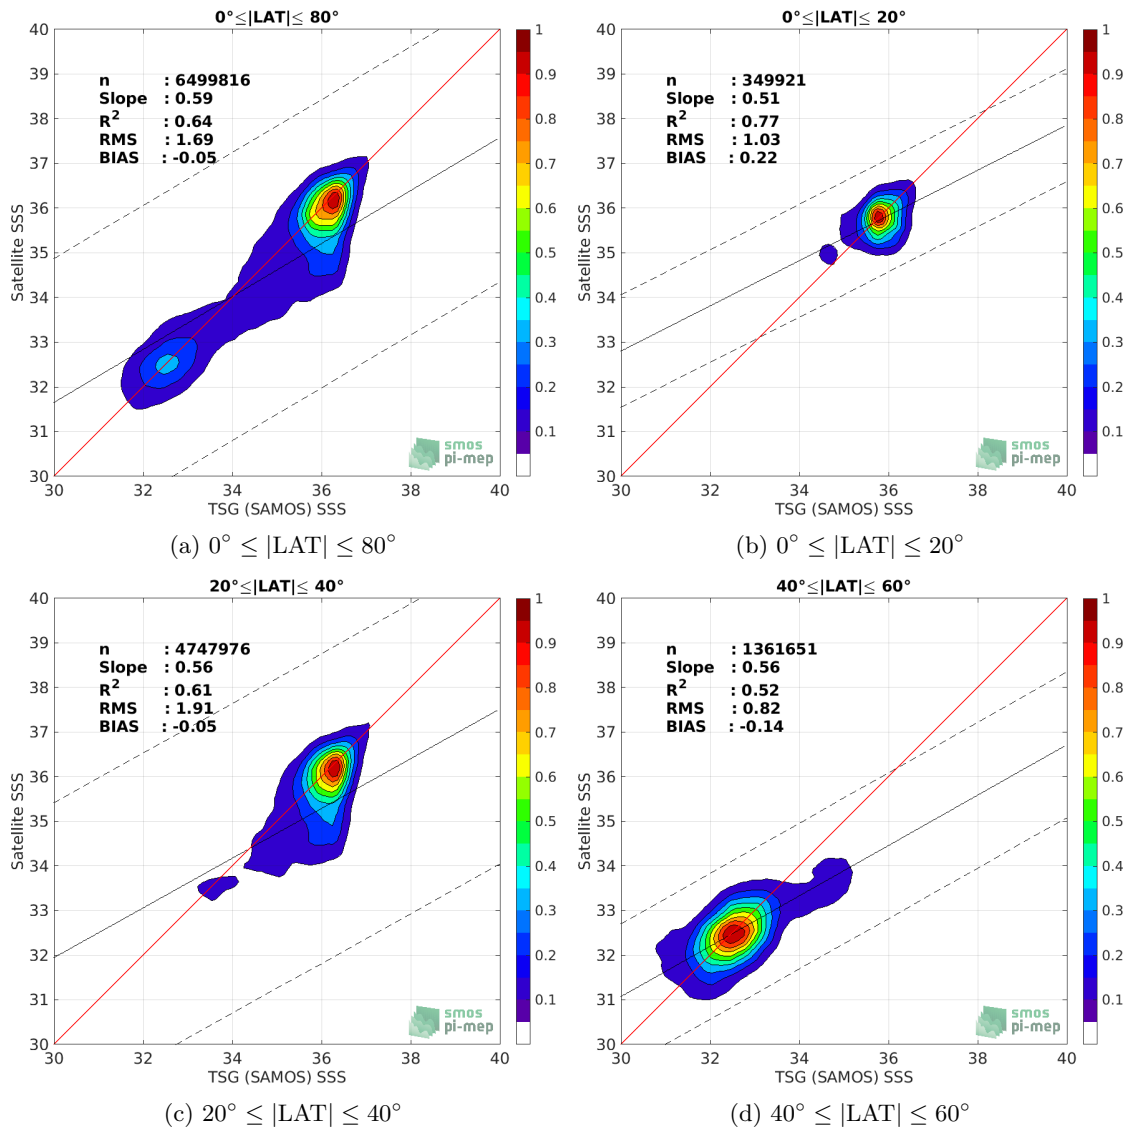 0°≤|LAT|≤ 80°
40
39
38
37
36
35
34
33
32
31
30
Satellite SSS
n : 6499816
Slope : 0.59
R2 : 0.64
RMS : 1.69
BIAS : -0.05
smos
pi-mep
30 32 34 36 38 40
TSG (SAMOS) SSS
1
0.9
0.8
0.7
0.6
0.5
0.4
0.3
0.2
0.1
(a) 0° ≤ |LAT| ≤ 80°
0°≤|LAT|≤ 20°
40
39
38
37
36
35
34
33
32
31
30
Satellite SSS
n : 349921
Slope : 0.51
R2 : 0.77
RMS : 1.03
BIAS : 0.22
smos
pi-mep
30 32 34 36 38 40
TSG (SAMOS) SSS
1
0.9
0.8
0.7
0.6
0.5
0.4
0.3
0.2
0.1
(b) 0° ≤ |LAT| ≤ 20°
20°≤|LAT|≤ 40°
40
39
38
37
36
35
34
33
32
31
30
Satellite SSS
n : 4747976
Slope : 0.56
R2 : 0.61
RMS : 1.91
BIAS : -0.05
smos
pi-mep
30 32 34 36 38 40
TSG (SAMOS) SSS
1
0.9
0.8
0.7
0.6
0.5
0.4
0.3
0.2
0.1
(c) 20° ≤ |LAT| ≤ 40°
40°≤|LAT|≤ 60°
40
39
38
37
36
35
34
33
32
31
30
Satellite SSS
n : 1361651
Slope : 0.56
R2 : 0.52
RMS : 0.82
BIAS : -0.14
smos
pi-mep
30 32 34 36 38 40
TSG (SAMOS) SSS
1
0.9
0.8
0.7
0.6
0.5
0.4
0.3
0.2
0.1
(d) 40° ≤ |LAT| ≤ 60°